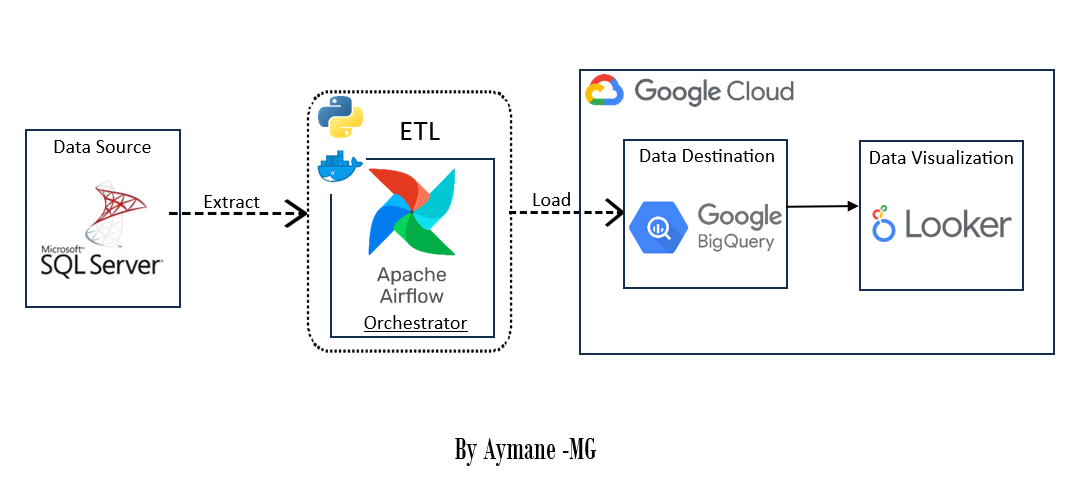 Data Source
Microsoft®
SQL Server
Extract
ETL
Apache
Airflow
Orchestrator
Load
Google Cloud
Data Destination
Google
BigQuery
Data Visualization
Looker
By Aymane -MG